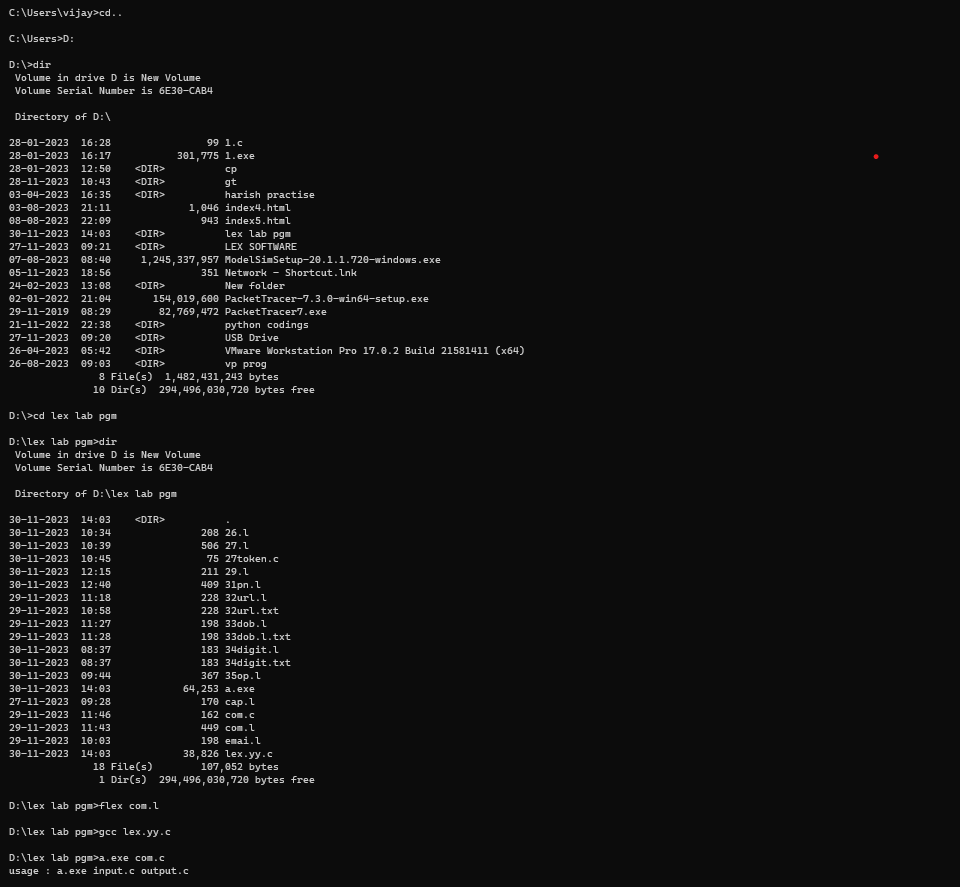 C:\Users\vijay>cd..
C:\Users>D:
D:\>dir
 Volume in drive D is New Volume
 Volume Serial Number is 6E30-CAB4
 Directory of D:\
28-01-2023  16:28                99 1.c
28-01-2023  16:17           301,775 1.exe
28-01-2023  12:50    <DIR>          cp
28-11-2023  10:43    <DIR>          gt
03-04-2023  16:35    <DIR>          harish practise
03-08-2023  21:11             1,046 index4.html
08-08-2023  22:09               943 index5.html
30-11-2023  14:03    <DIR>          lex lab pgm
27-11-2023  09:21    <DIR>          LEX SOFTWARE
07-08-2023  08:40     1,245,337,957 ModelSimSetup-20.1.1.720-windows.exe
05-11-2023  18:56               351 Network - Shortcut.lnk
24-02-2023  13:08    <DIR>          New folder
02-01-2022  21:04       154,019,600 PacketTracer-7.3.0-win64-setup.exe
29-11-2019  08:29        82,769,472 PacketTracer7.exe
21-11-2022  22:38    <DIR>          python codings
27-11-2023  09:20    <DIR>          USB Drive
26-04-2023  05:42    <DIR>          VMware Workstation Pro 17.0.2 Build 21581411 (x64)
26-08-2023  09:03    <DIR>          vp prog
               8 File(s)  1,482,431,243 bytes
              10 Dir(s)  294,496,030,720 bytes free
D:\>cd lex lab pgm
D:\lex lab pgm>dir
 Volume in drive D is New Volume
 Volume Serial Number is 6E30-CAB4
 Directory of D:\lex lab pgm
30-11-2023  14:03    <DIR>          .
30-11-2023  10:34               208 26.l
30-11-2023  10:39               506 27.l
30-11-2023  10:45                75 27token.c
30-11-2023  12:15               211 29.l
30-11-2023  12:40               409 31pn.l
29-11-2023  11:18               228 32url.l
29-11-2023  10:58               228 32url.txt
29-11-2023  11:27               198 33dob.l
29-11-2023  11:28               198 33dob.l.txt
30-11-2023  08:37               183 34digit.l
30-11-2023  08:37               183 34digit.txt
30-11-2023  09:44               367 35op.l
30-11-2023  14:03            64,253 a.exe
27-11-2023  09:28               170 cap.l
29-11-2023  11:46               162 com.c
29-11-2023  11:43               449 com.l
29-11-2023  10:03               198 emai.l
30-11-2023  14:03            38,826 lex.yy.c
              18 File(s)        107,052 bytes
               1 Dir(s)  294,496,030,720 bytes free
D:\lex lab pgm>flex com.l
D:\lex lab pgm>gcc lex.yy.c
D:\lex lab pgm>a.exe com.c
usage : a.exe input.c output.c